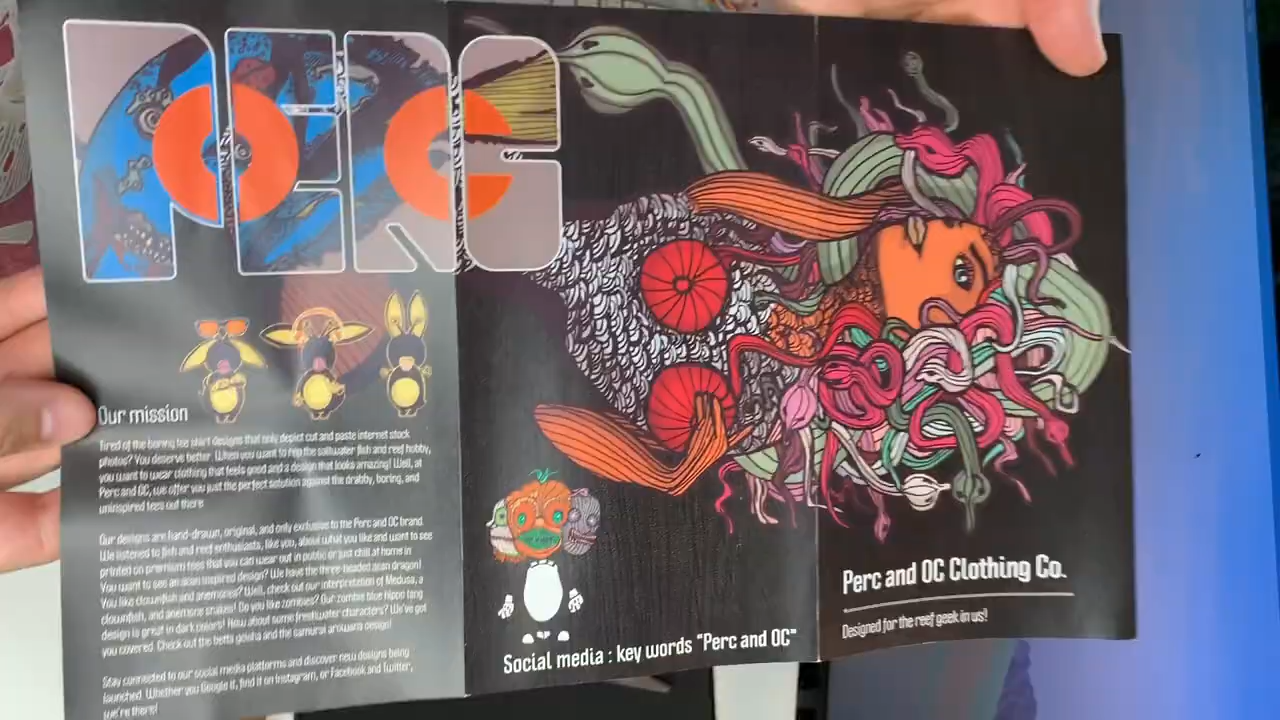 PERC
Our mission
Tired of the boring tee shirt designs that only depict cut and paste internet stock
photos? You deserve better. When you want to rep the saltwater fish and reef hobby,
you want to wear clothing that feels good and a design that looks amazing! Well, at
Perc and OC, we offer you just the perfect solution against the drabby, boring, and
uninspired tees out there.
Our designs are hand-drawn, original, and only exclusive to the Perc and OC brand.
We listened to fish and reef enthusiasts, like you, about what you like and want to see
printed on premium tees that you can wear out in public or just chill at home in.
You want to see an asian inspired design? We have the three-headed asian dragon!
You like clownfish and anemones? Well, check out our interpretation of Medusa, a
clownfish, and anemone snakes! Do you like zombies? Our zombie blue hippo tang
design is great in dark colors! How about some freshwater characters? We've got
you covered. Check out the betta geisha and the samurai arowana design!
Stay connected to our social media platforms and discover new designs being
launched. Whether you Google it, find it on Instagram, or Facebook and Twitter,
we're there!
Social media : key words "Perc and OC"
Perc and OC Clothing Co.
Designed for the reef geek in us!